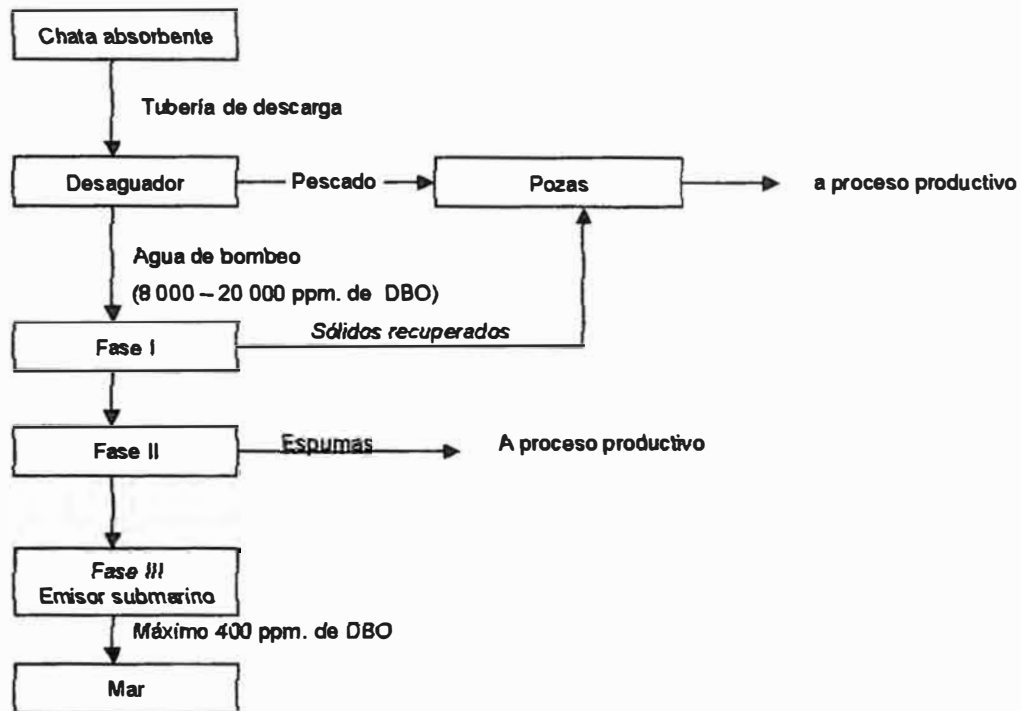 Chata absorbente
Tubería de descarga
Desaguador
Pescado
Pozas
a proceso productivo
Agua de bombeo
(8 000 – 20 000 ppm. de DBO)
Sólidos recuperados
Fase I
Fase II
Espumas
A proceso productivo
Fase III
Emisor submarino
Máximo 400 ppm. de DBO
Mar